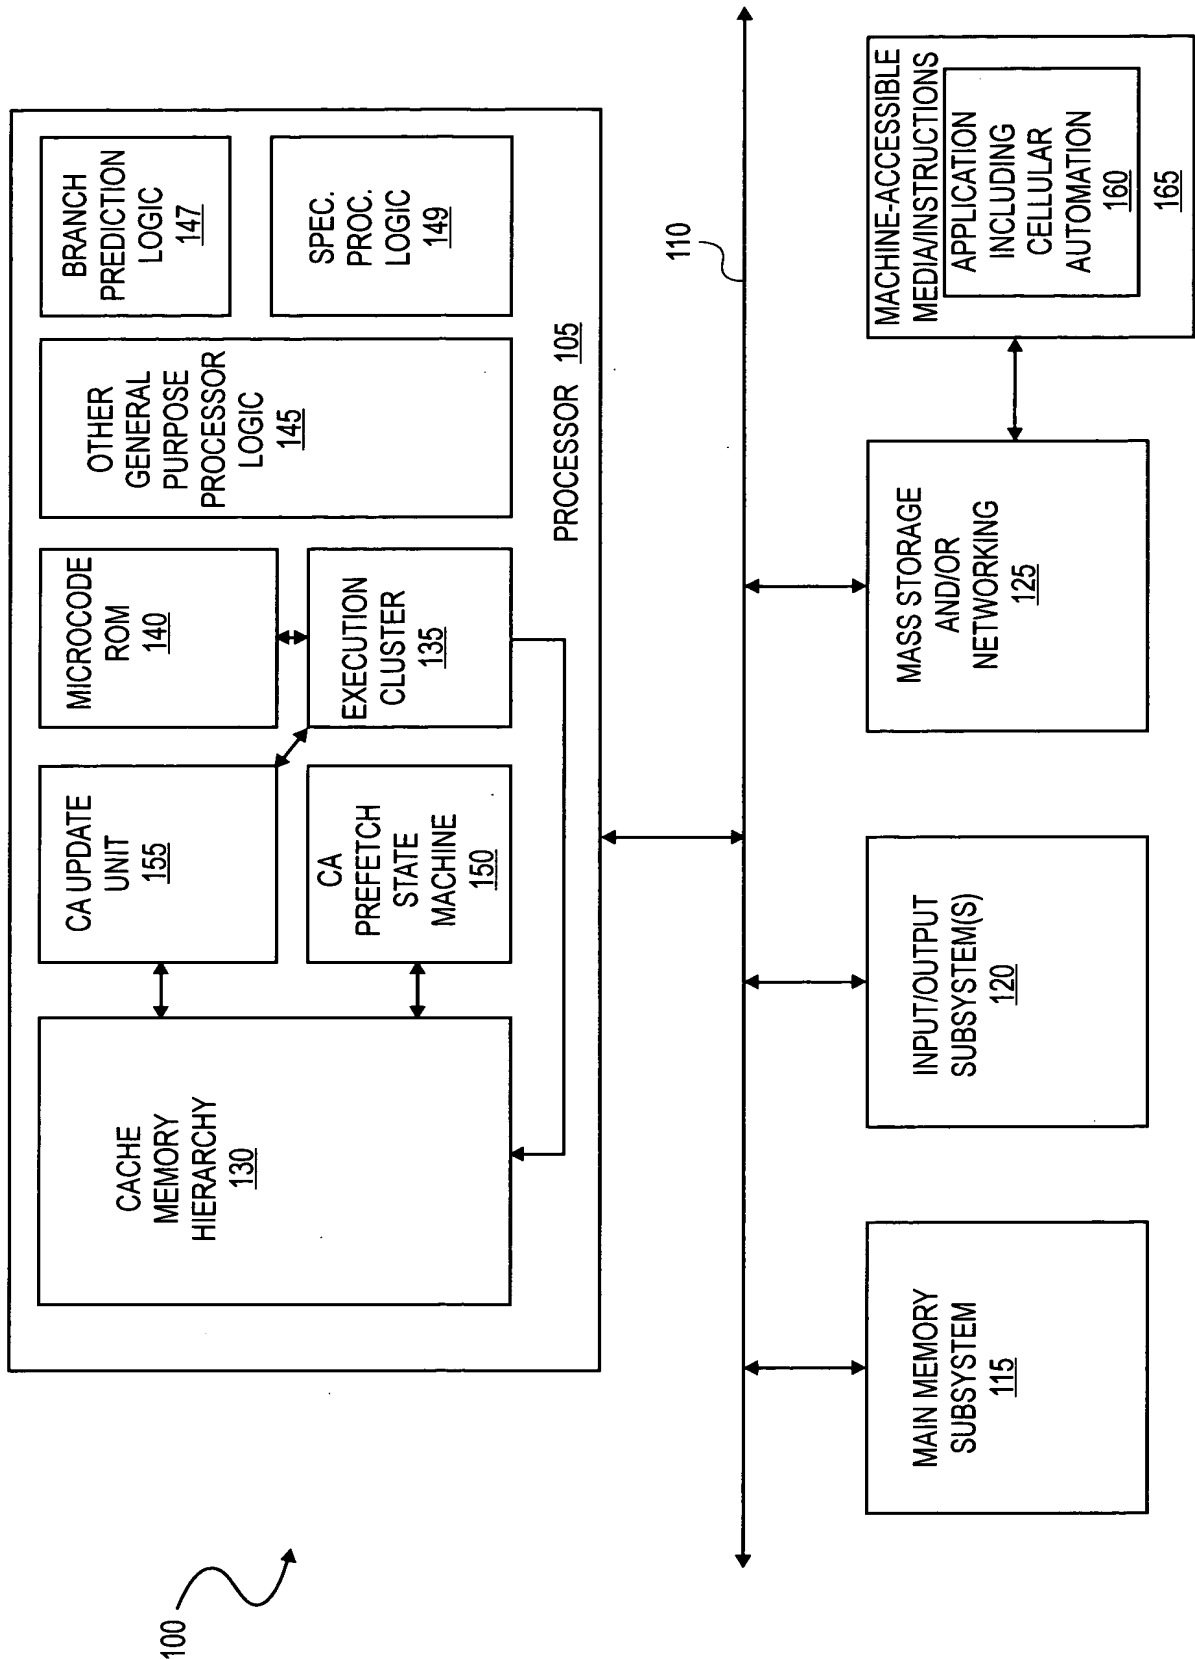 100
CACHE
MEMORY
HIERARCHY
130
CA UPDATE
UNIT
155
CA
PREFETCH
STATE
MACHINE
150
MICROCODE
ROM
140
EXECUTION
CLUSTER
135
OTHER
GENERAL
PURPOSE
PROCESSOR
LOGIC
145
BRANCH
PREDICTION
LOGIC
147
SPEC.
PROC.
LOGIC
149
PROCESSOR 105
110
MAIN MEMORY
SUBSYSTEM
115
INPUT/OUTPUT
SUBSYSTEM(S)
120
MASS STORAGE
AND/OR
NETWORKING
125
MACHINE-ACCESSIBLE
MEDIA/INSTRUCTIONS
APPLICATION
INCLUDING
CELLULAR
AUTOMATION
160
165